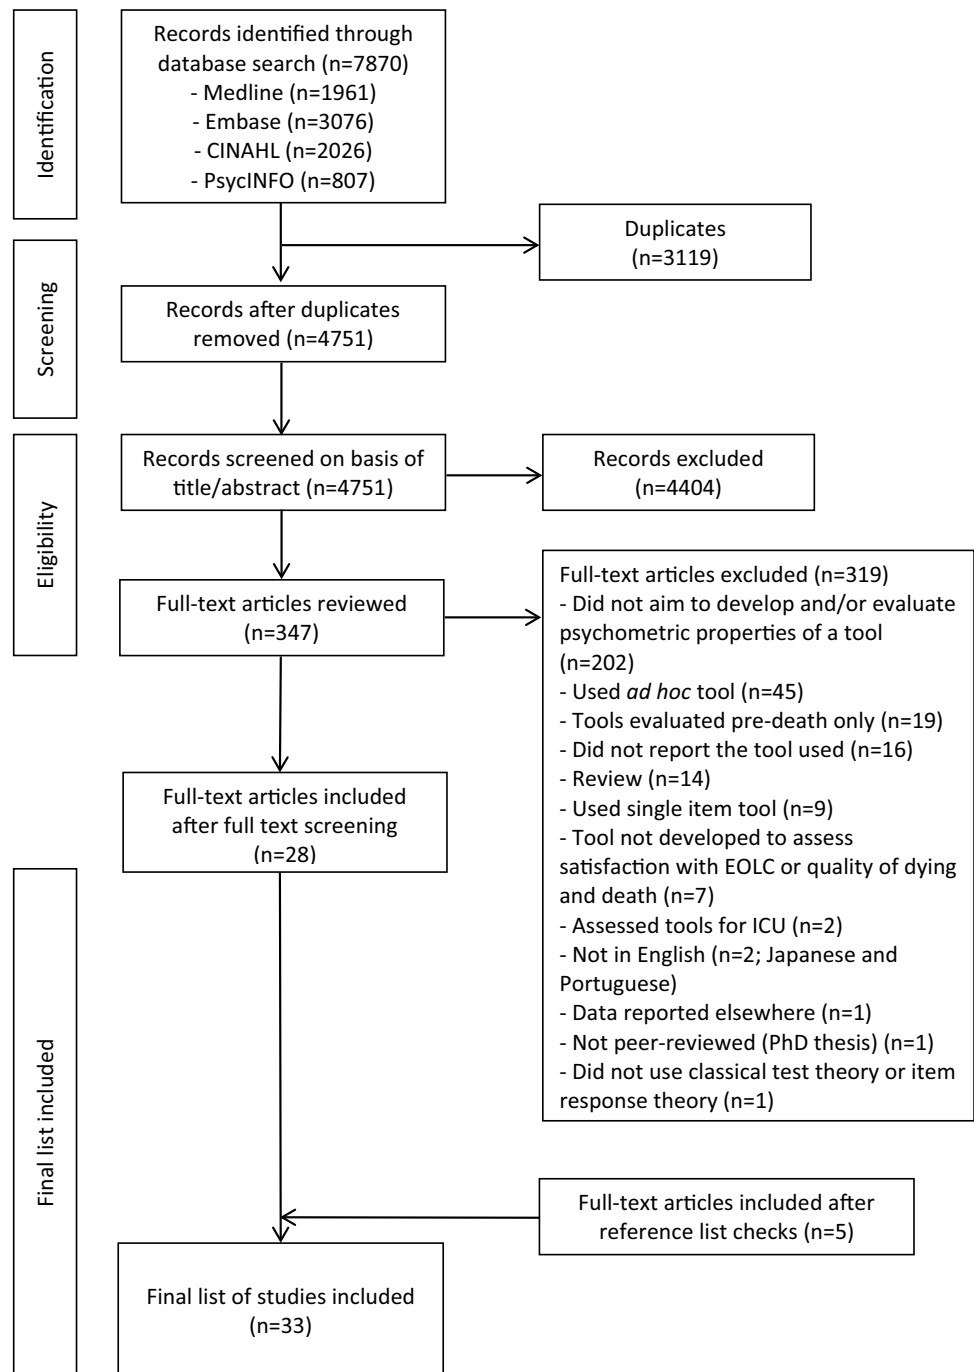 Identification
Records identified through
database search (n=7870)
- Medline (n=1961)
- Embase (n=3076)
- CINAHL (n=2026)
- PsycINFO (n=807)
Duplicates
(n=3119)
Screening
Records after duplicates
removed (n=4751)
Eligibility
Records screened on basis of
title/abstract (n=4751)
Records excluded
(n=4404)
Full-text articles reviewed
(n=347)
Full-text articles excluded (n=319)
- Did not aim to develop and/or evaluate
psychometric properties of a tool
(n=202)
- Used ad hoc tool (n=45)
- Tools evaluated pre-death only (n=19)
- Did not report the tool used (n=16)
- Review (n=14)
- Used single item tool (n=9)
- Tool not developed to assess
satisfaction with EOLC or quality of dying
and death (n=7)
- Assessed tools for ICU (n=2)
- Not in English (n=2; Japanese and
Portuguese)
- Data reported elsewhere (n=1)
- Not peer-reviewed (PhD thesis) (n=1)
- Did not use classical test theory or item
response theory (n=1)
Full-text articles included
after full text screening
(n=28)
Final list included
Full-text articles included after
reference list checks (n=5)
Final list of studies included
(n=33)